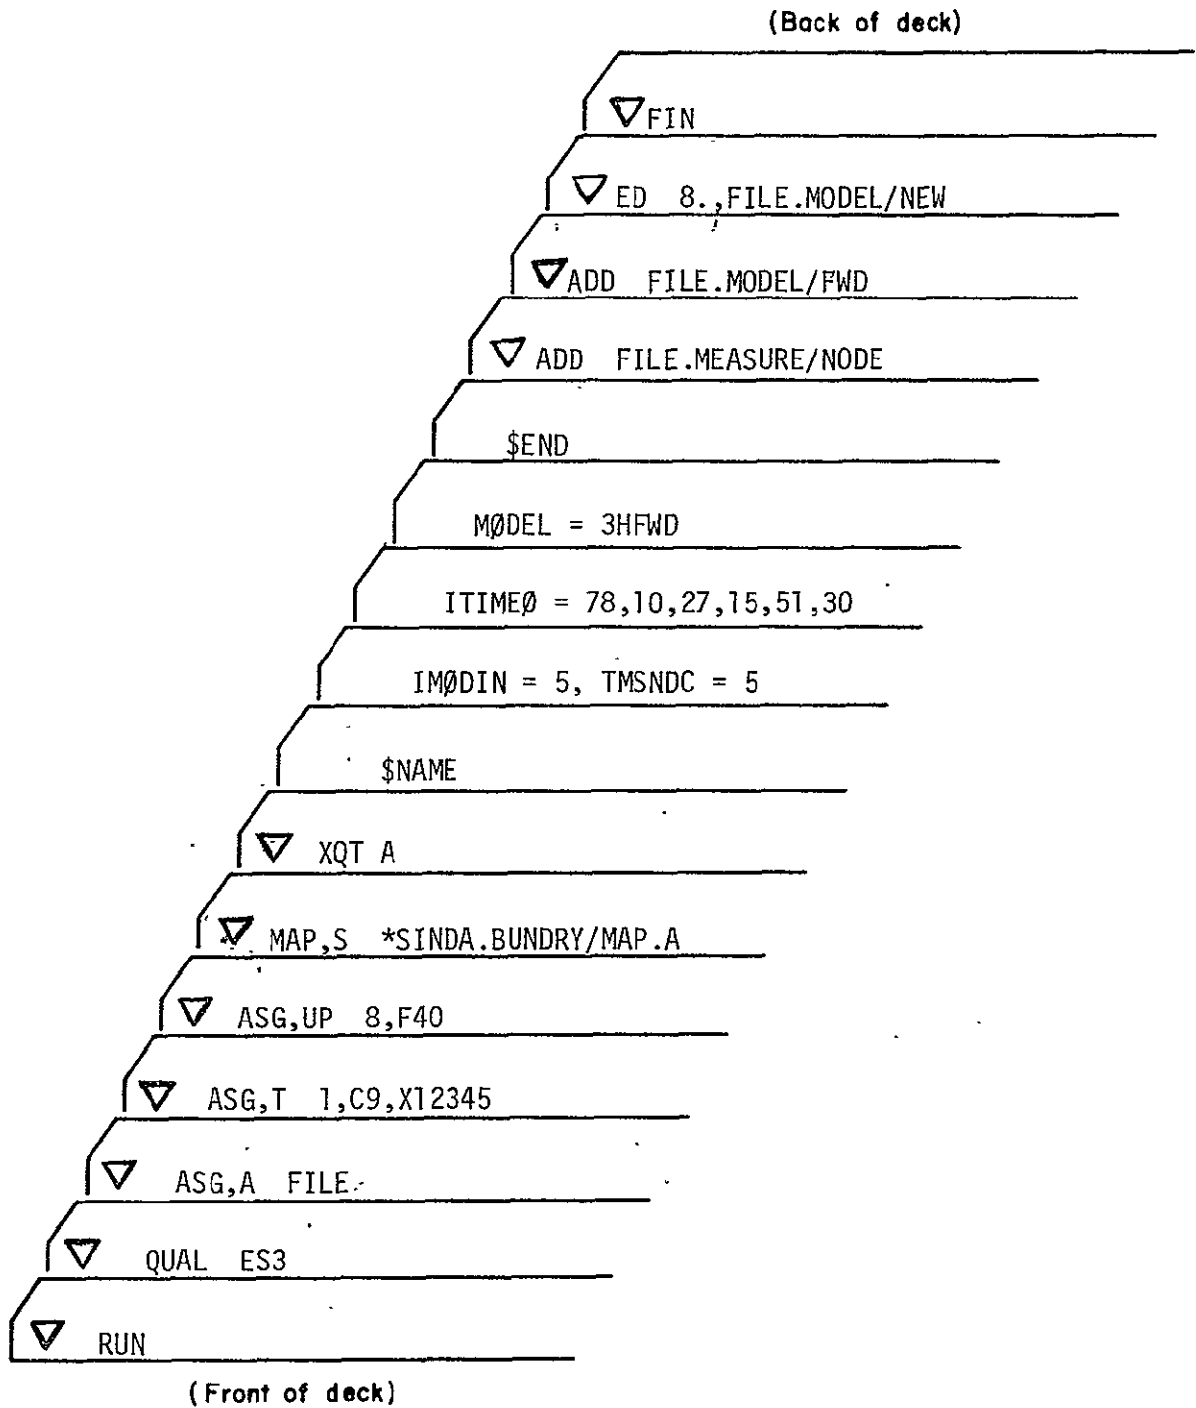 (Back of deck)
▽FIN
▽ ED 8.,FILE.MODEL/NEW
▽ADD FILE.MODEL/FWD
▽ ADD FILE.MEASURE/NODE
$END
MØDEL = 3HFWD
ITIMEØ = 78,10,27,15,51,30
IMØDIN = 5, TMSNDC = 5
$NAME
▽ XQT A
▽ MAP,S *SINDA.BUNDRY/MAP.A
▽ ASG,UP 8,F40
▽ ASG,T 1,C9,X12345
▽ ASG,A FILE.
▽ QUAL ES3
▽ RUN
(Front of deck)